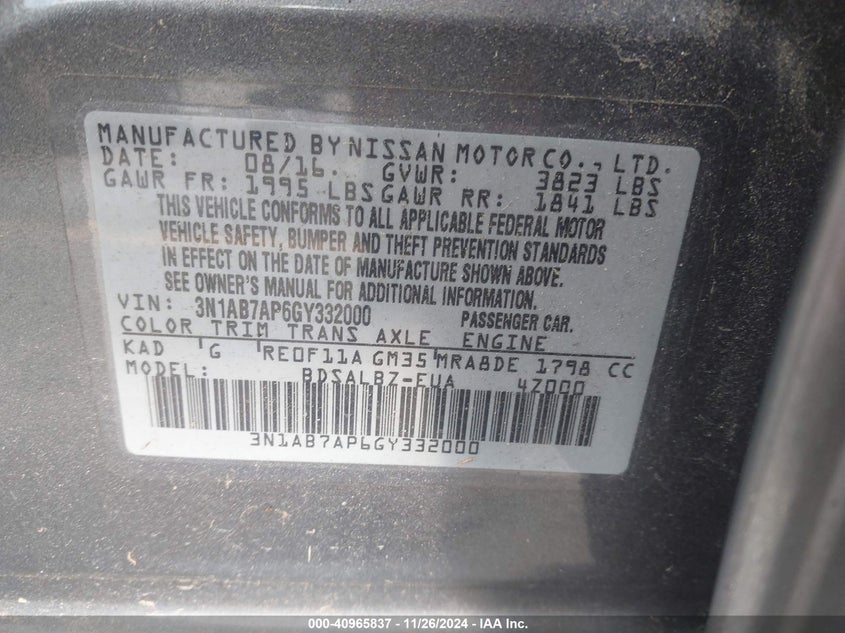 MANUFACTURED BY NISSAN MOTOR CO., LTD.
DATE: 08/16. GVWR: 3823 LBS
GAWR FR: 1995 LBS GAWR RR: 1841 LBS
THIS VEHICLE CONFORMS TO ALL APPLICABLE FEDERAL MOTOR
VEHICLE SAFETY, BUMPER AND THEFT PREVENTION STANDARDS
IN EFFECT ON THE DATE OF MANUFACTURE SHOWN ABOVE.
SEE OWNER'S MANUAL FOR ADDITIONAL INFORMATION.
VIN: 3N1AB7AP6GY332000 PASSENGER CAR.
COLOR TRIM TRANS AXLE ENGINE
KAD G RE0F11A GM35 MRA8DE 1798 CC
MODEL: BDSALBZ-EUA 4Z000
3N1AB7AP6GY332000
000-40965837 - 11/26/2024 - IAA Inc.